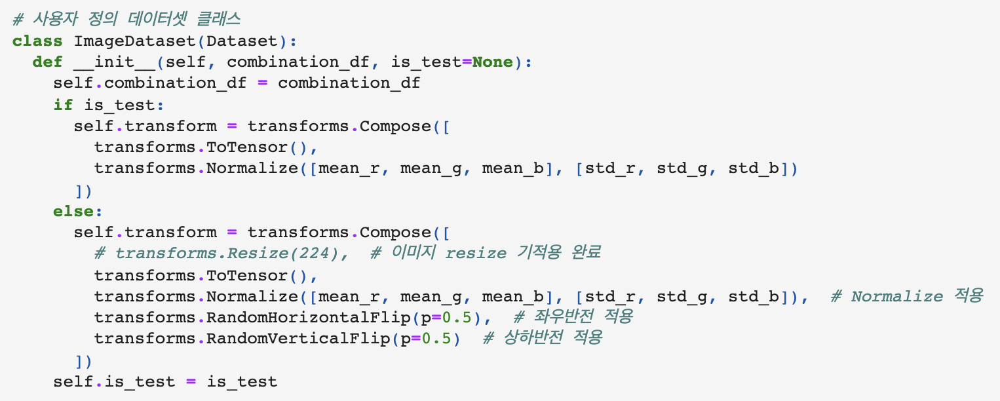 # 사용자 정의 데이터셋 클래스
class ImageDataset(Dataset):
  def __init__(self, combination_df, is_test=None):
    self.combination_df = combination_df
    if is_test:
      self.transform = transforms.Compose([
        transforms.ToTensor(),
        transforms.Normalize([mean_r, mean_g, mean_b], [std_r, std_g, std_b])
      ])
    else:
      self.transform = transforms.Compose([
        # transforms.Resize(224),  # 이미지 resize 기적용 완료
        transforms.ToTensor(),
        transforms.Normalize([mean_r, mean_g, mean_b], [std_r, std_g, std_b]),  # Normalize 적용
        transforms.RandomHorizontalFlip(p=0.5),  # 좌우반전 적용
        transforms.RandomVerticalFlip(p=0.5)  # 상하반전 적용
      ])
    self.is_test = is_test